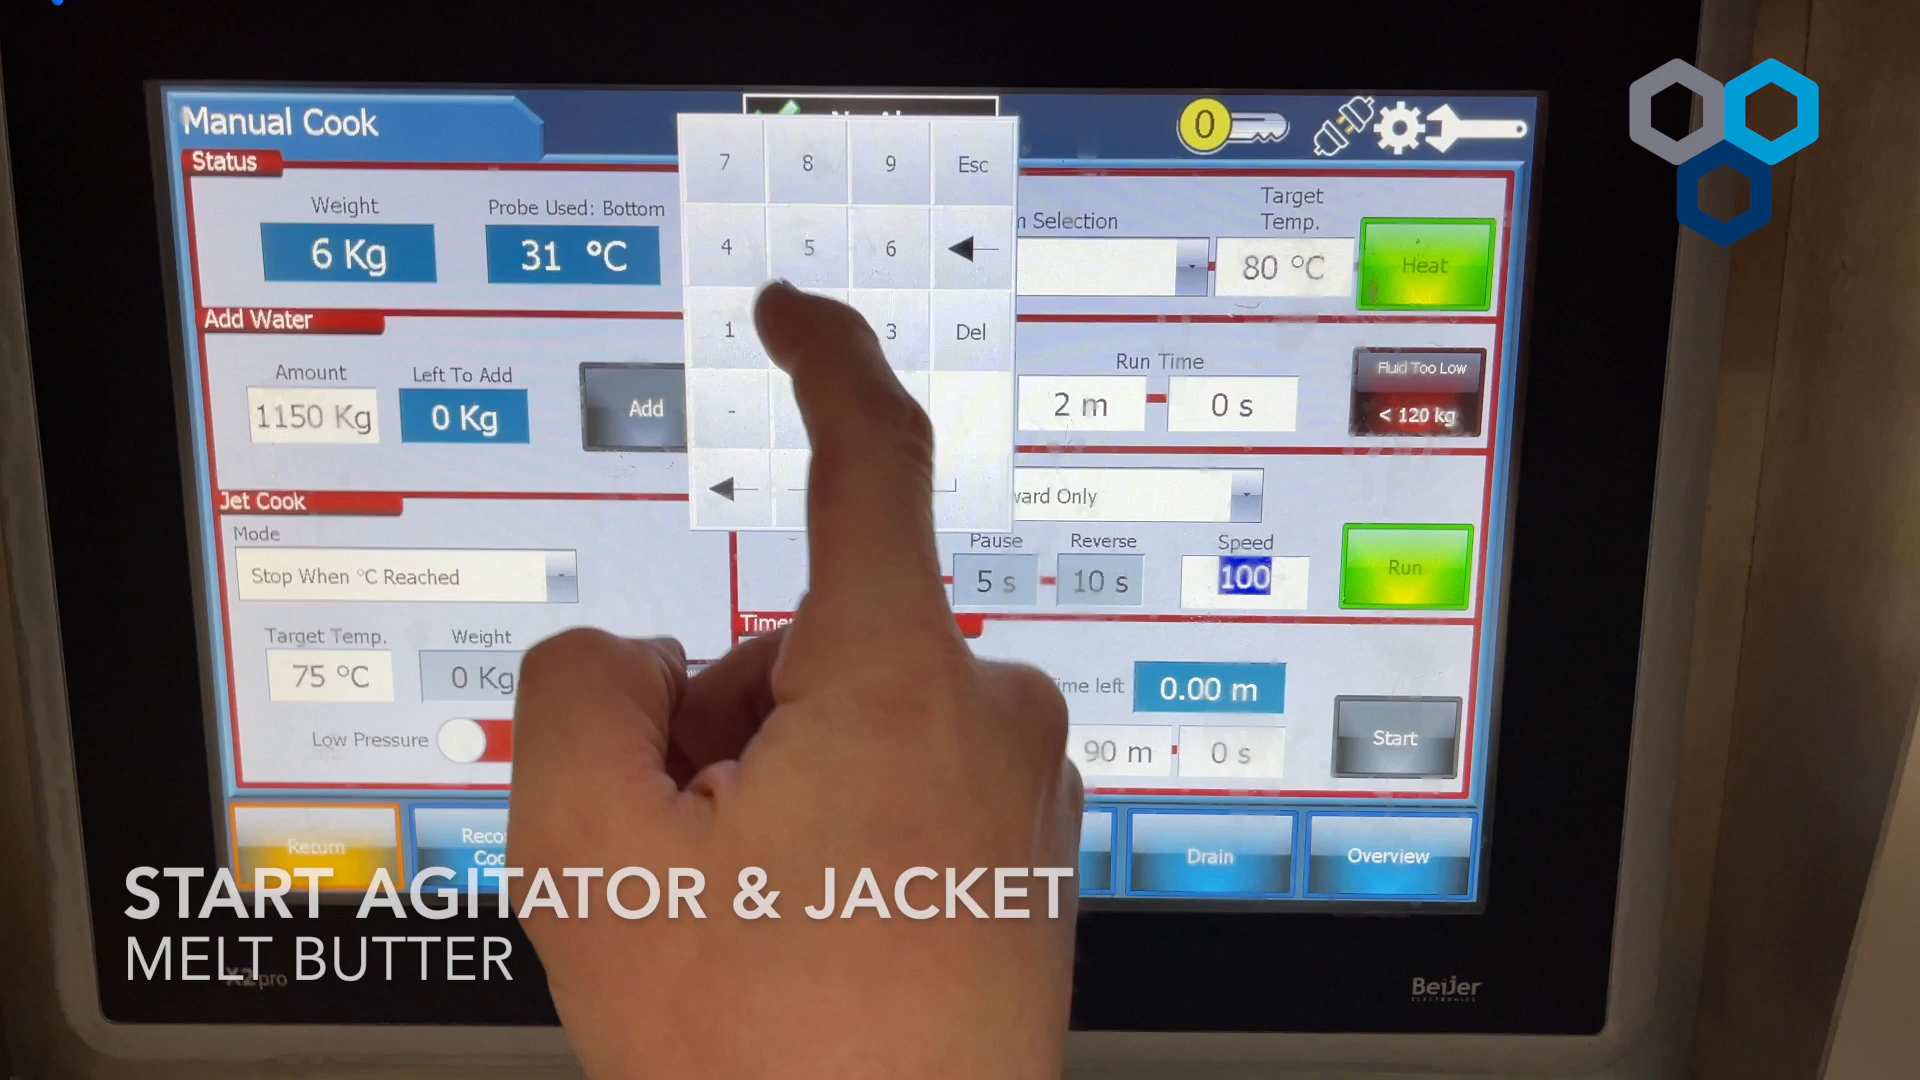 Manual Cook
0
Status
Weight
6 Kg
Probe Used: Bottom
31 °C
Selection
Target
Temp.
80 °C
Heat
Add Water
Amount
1150 Kg
Left To Add
0 Kg
Add
Run Time
2 m
0 s
Fluid Too Low
< 120 kg
7
8
9
Esc
4
5
6
1
3
Del
-
Jet Cook
Mode
Stop When °C Reached
Target Temp.
75 °C
Weight
0 Kg
Low Pressure
Only
Pause
5 s
Reverse
10 s
Speed
100
Run
left
0.00 m
90 m
0 s
Start
Return
Drain
Overview
START AGITATOR & JACKET
MELT BUTTER
X2pro
Beijer
ELECTRONICS